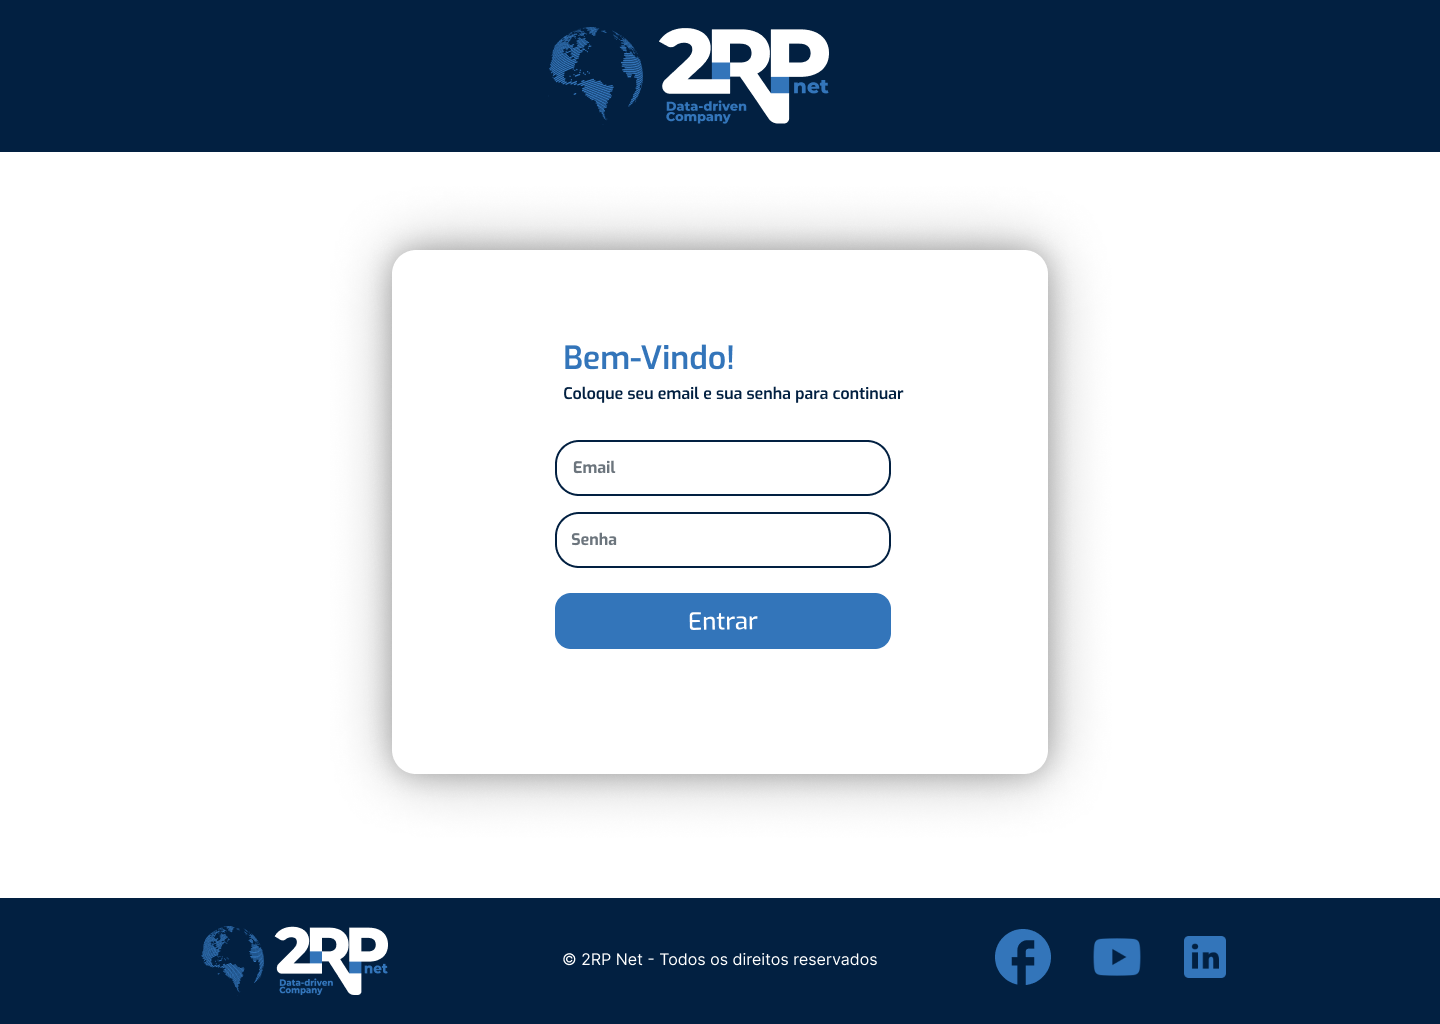 2RP
net
Data-driven
Company
Bem-Vindo!
Coloque seu email e sua senha para continuar
Email
Senha
Entrar
2RP
net
Data-driven
Company
© 2RP Net - Todos os direitos reservados
in